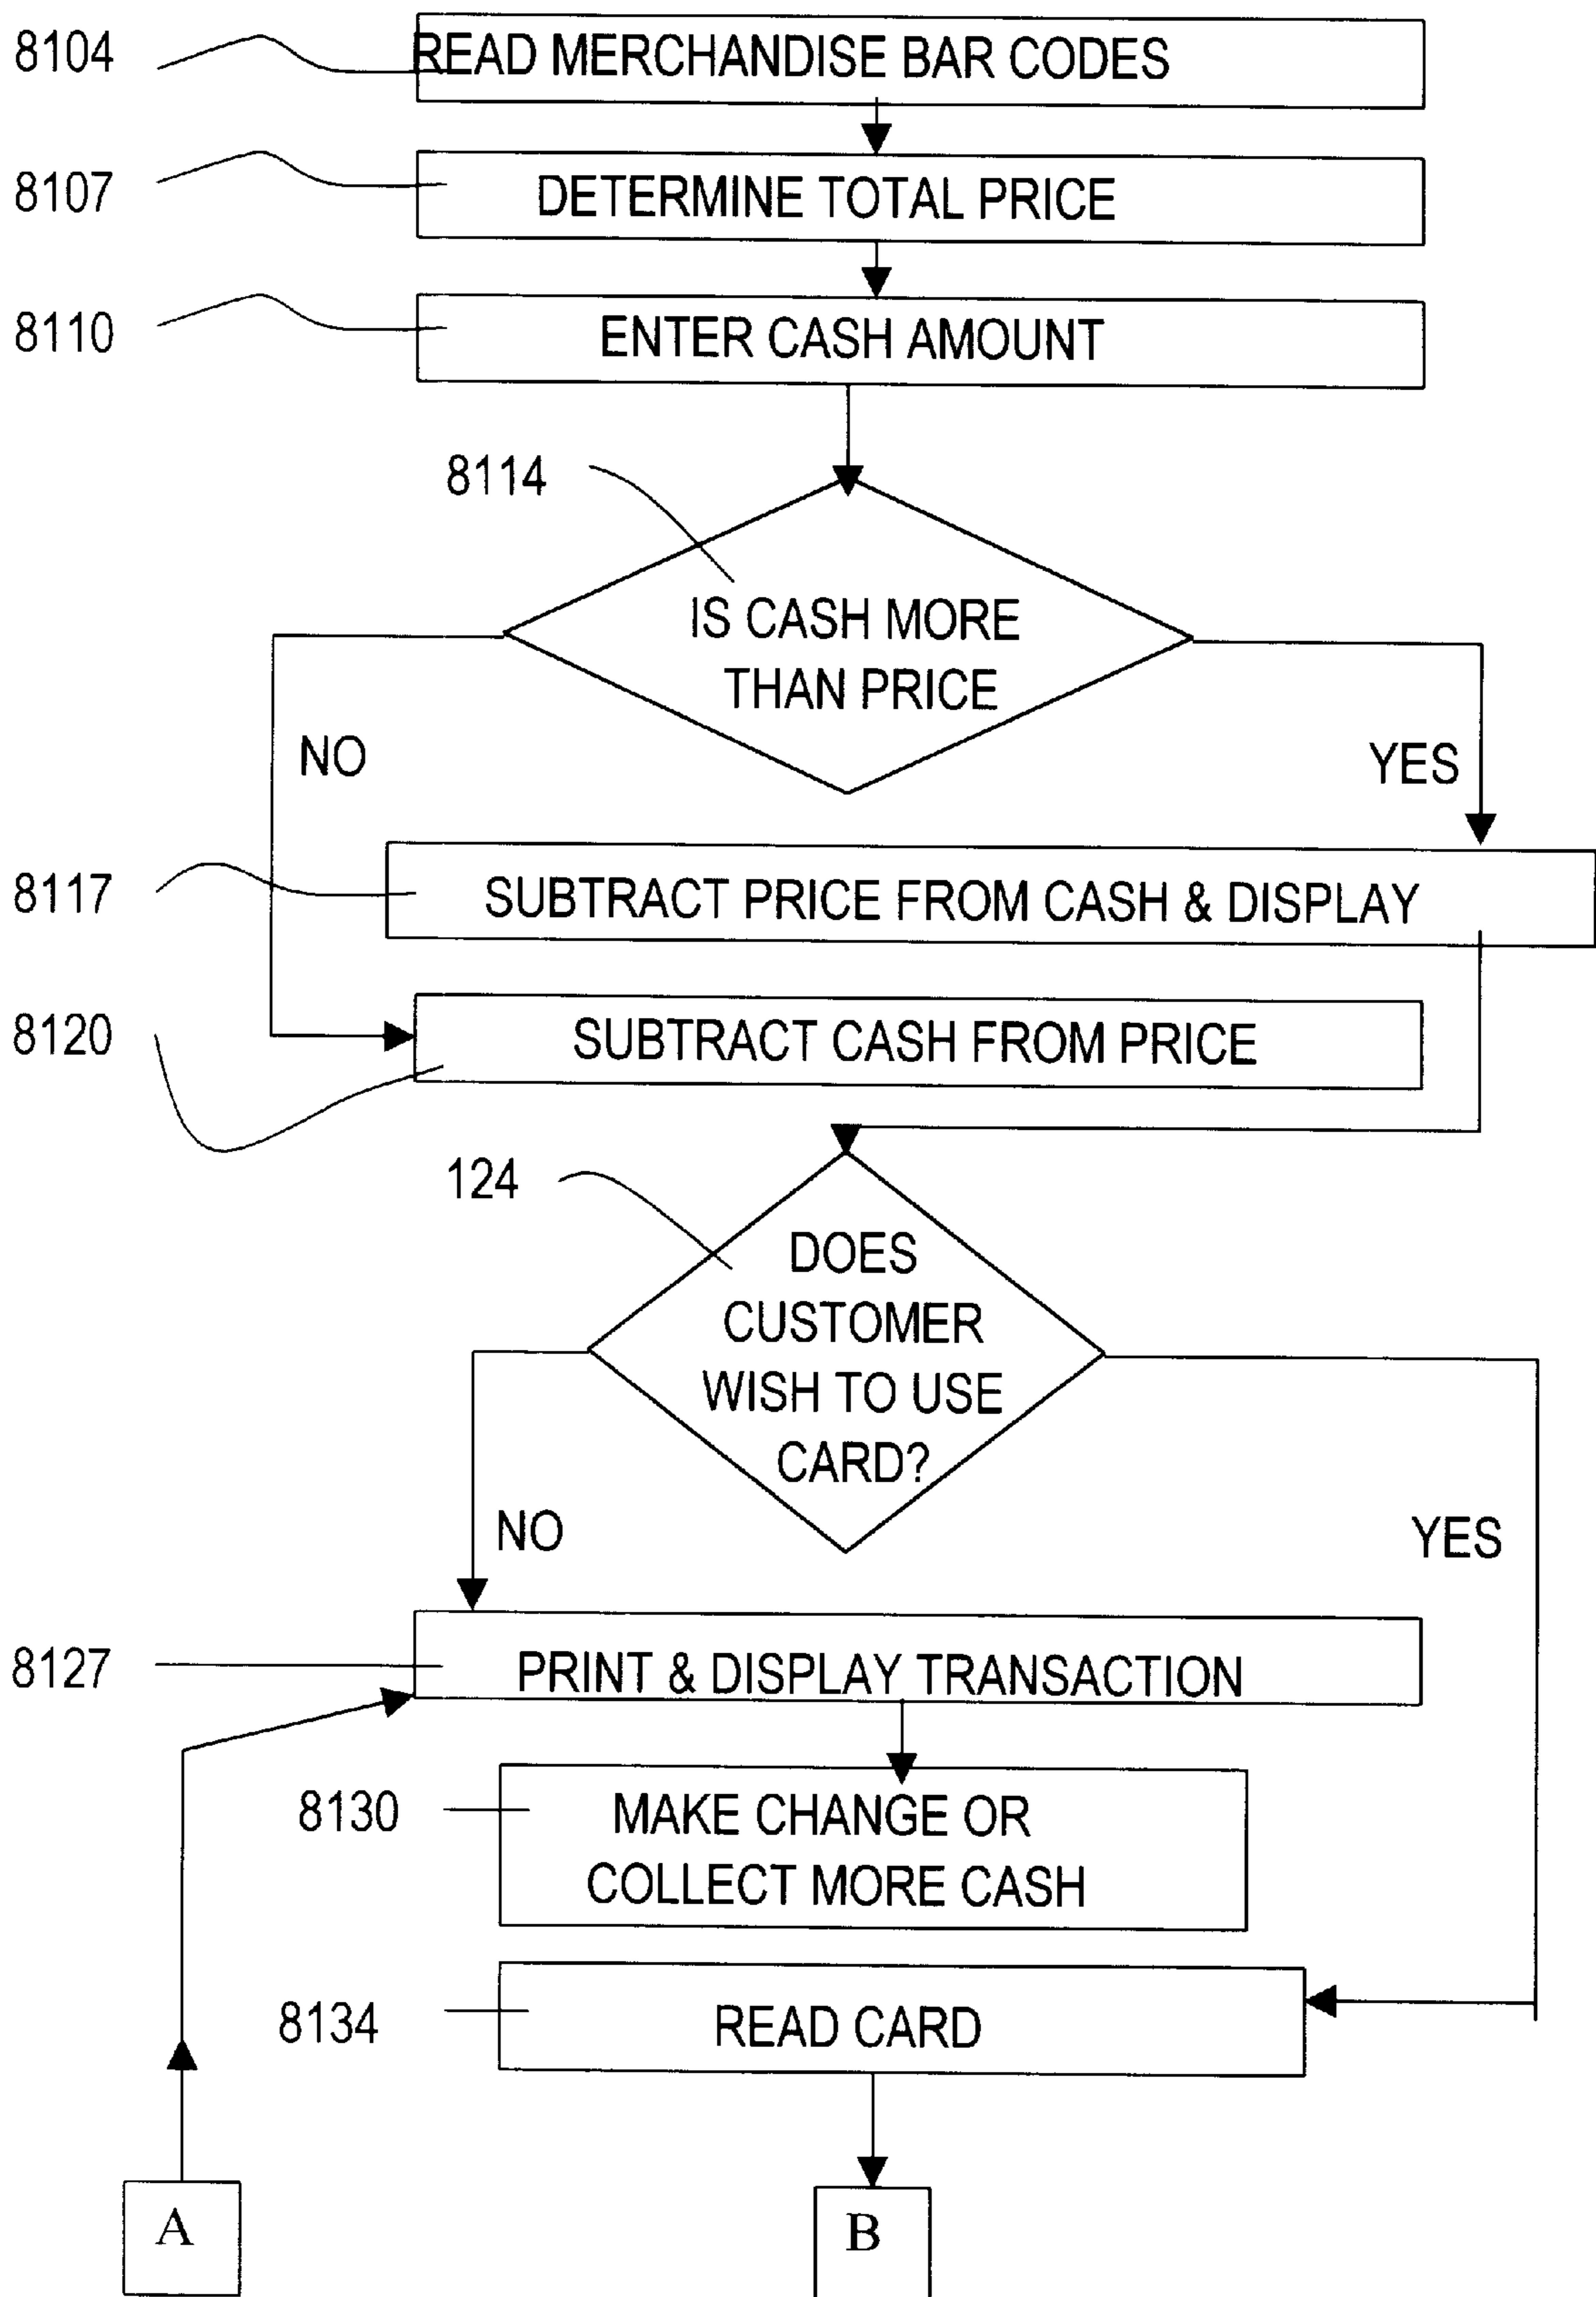 8104
READ MERCHANDISE BAR CODES
8107
DETERMINE TOTAL PRICE
8110
ENTER CASH AMOUNT
8114
IS CASH MORE
THAN PRICE
NO
YES
8117
SUBTRACT PRICE FROM CASH & DISPLAY
8120
SUBTRACT CASH FROM PRICE
124
DOES
CUSTOMER
WISH TO USE
CARD?
NO
YES
8127
PRINT & DISPLAY TRANSACTION
8130
MAKE CHANGE OR
COLLECT MORE CASH
8134
READ CARD
A
B